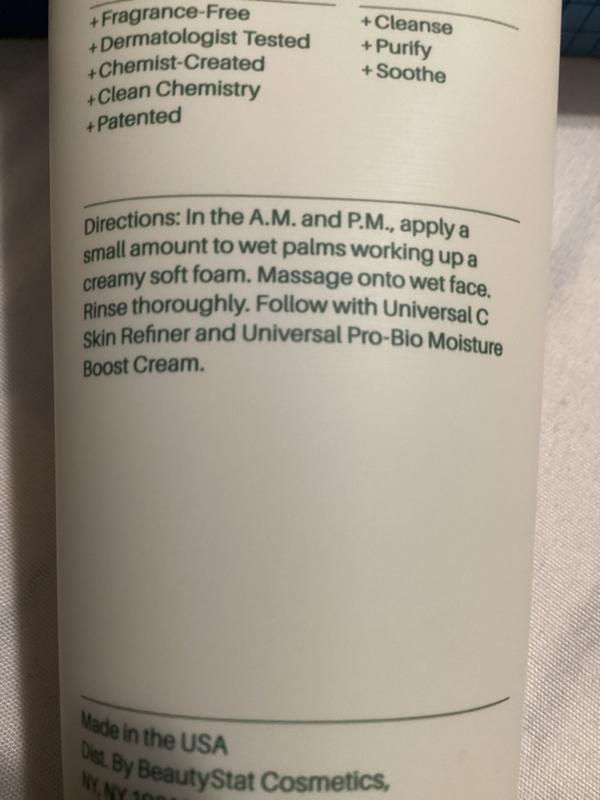 +Fragrance-Free
+Dermatologist Tested
+Chemist-Created
+Clean Chemistry
+Patented
+Cleanse
+Purify
+Soothe
Directions: In the A.M. and P.M., apply a
small amount to wet palms working up a
creamy soft foam. Massage onto wet face.
Rinse thoroughly. Follow with Universal C
Skin Refiner and Universal Pro-Bio Moisture
Boost Cream.
Made in the USA
Dist. By BeautyStat Cosmetics,
NY, NY